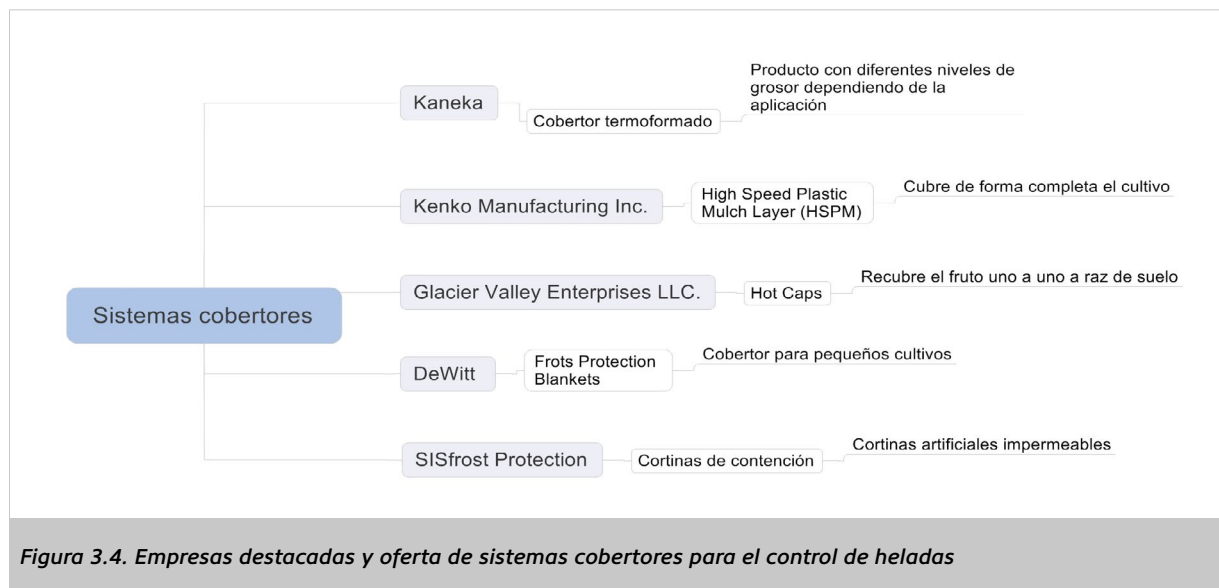 Kaneka
Cobertor termoformado
Producto con diferentes niveles de
grosor dependiendo de la
aplicación
Kenko Manufacturing Inc.
High Speed Plastic
Mulch Layer (HSPM)
Cubre de forma completa el cultivo
Sistemas cobertores
Glacier Valley Enterprises LLC.
Hot Caps
Recubre el fruto uno a uno a raz de suelo
DeWitt
Frots Protection
Blankets
Cobertor para pequeños cultivos
SISfrost Protection
Cortinas de contención
Cortinas artificiales impermeables
Figura 3.4. Empresas destacadas y oferta de sistemas cobertores para el control de heladas